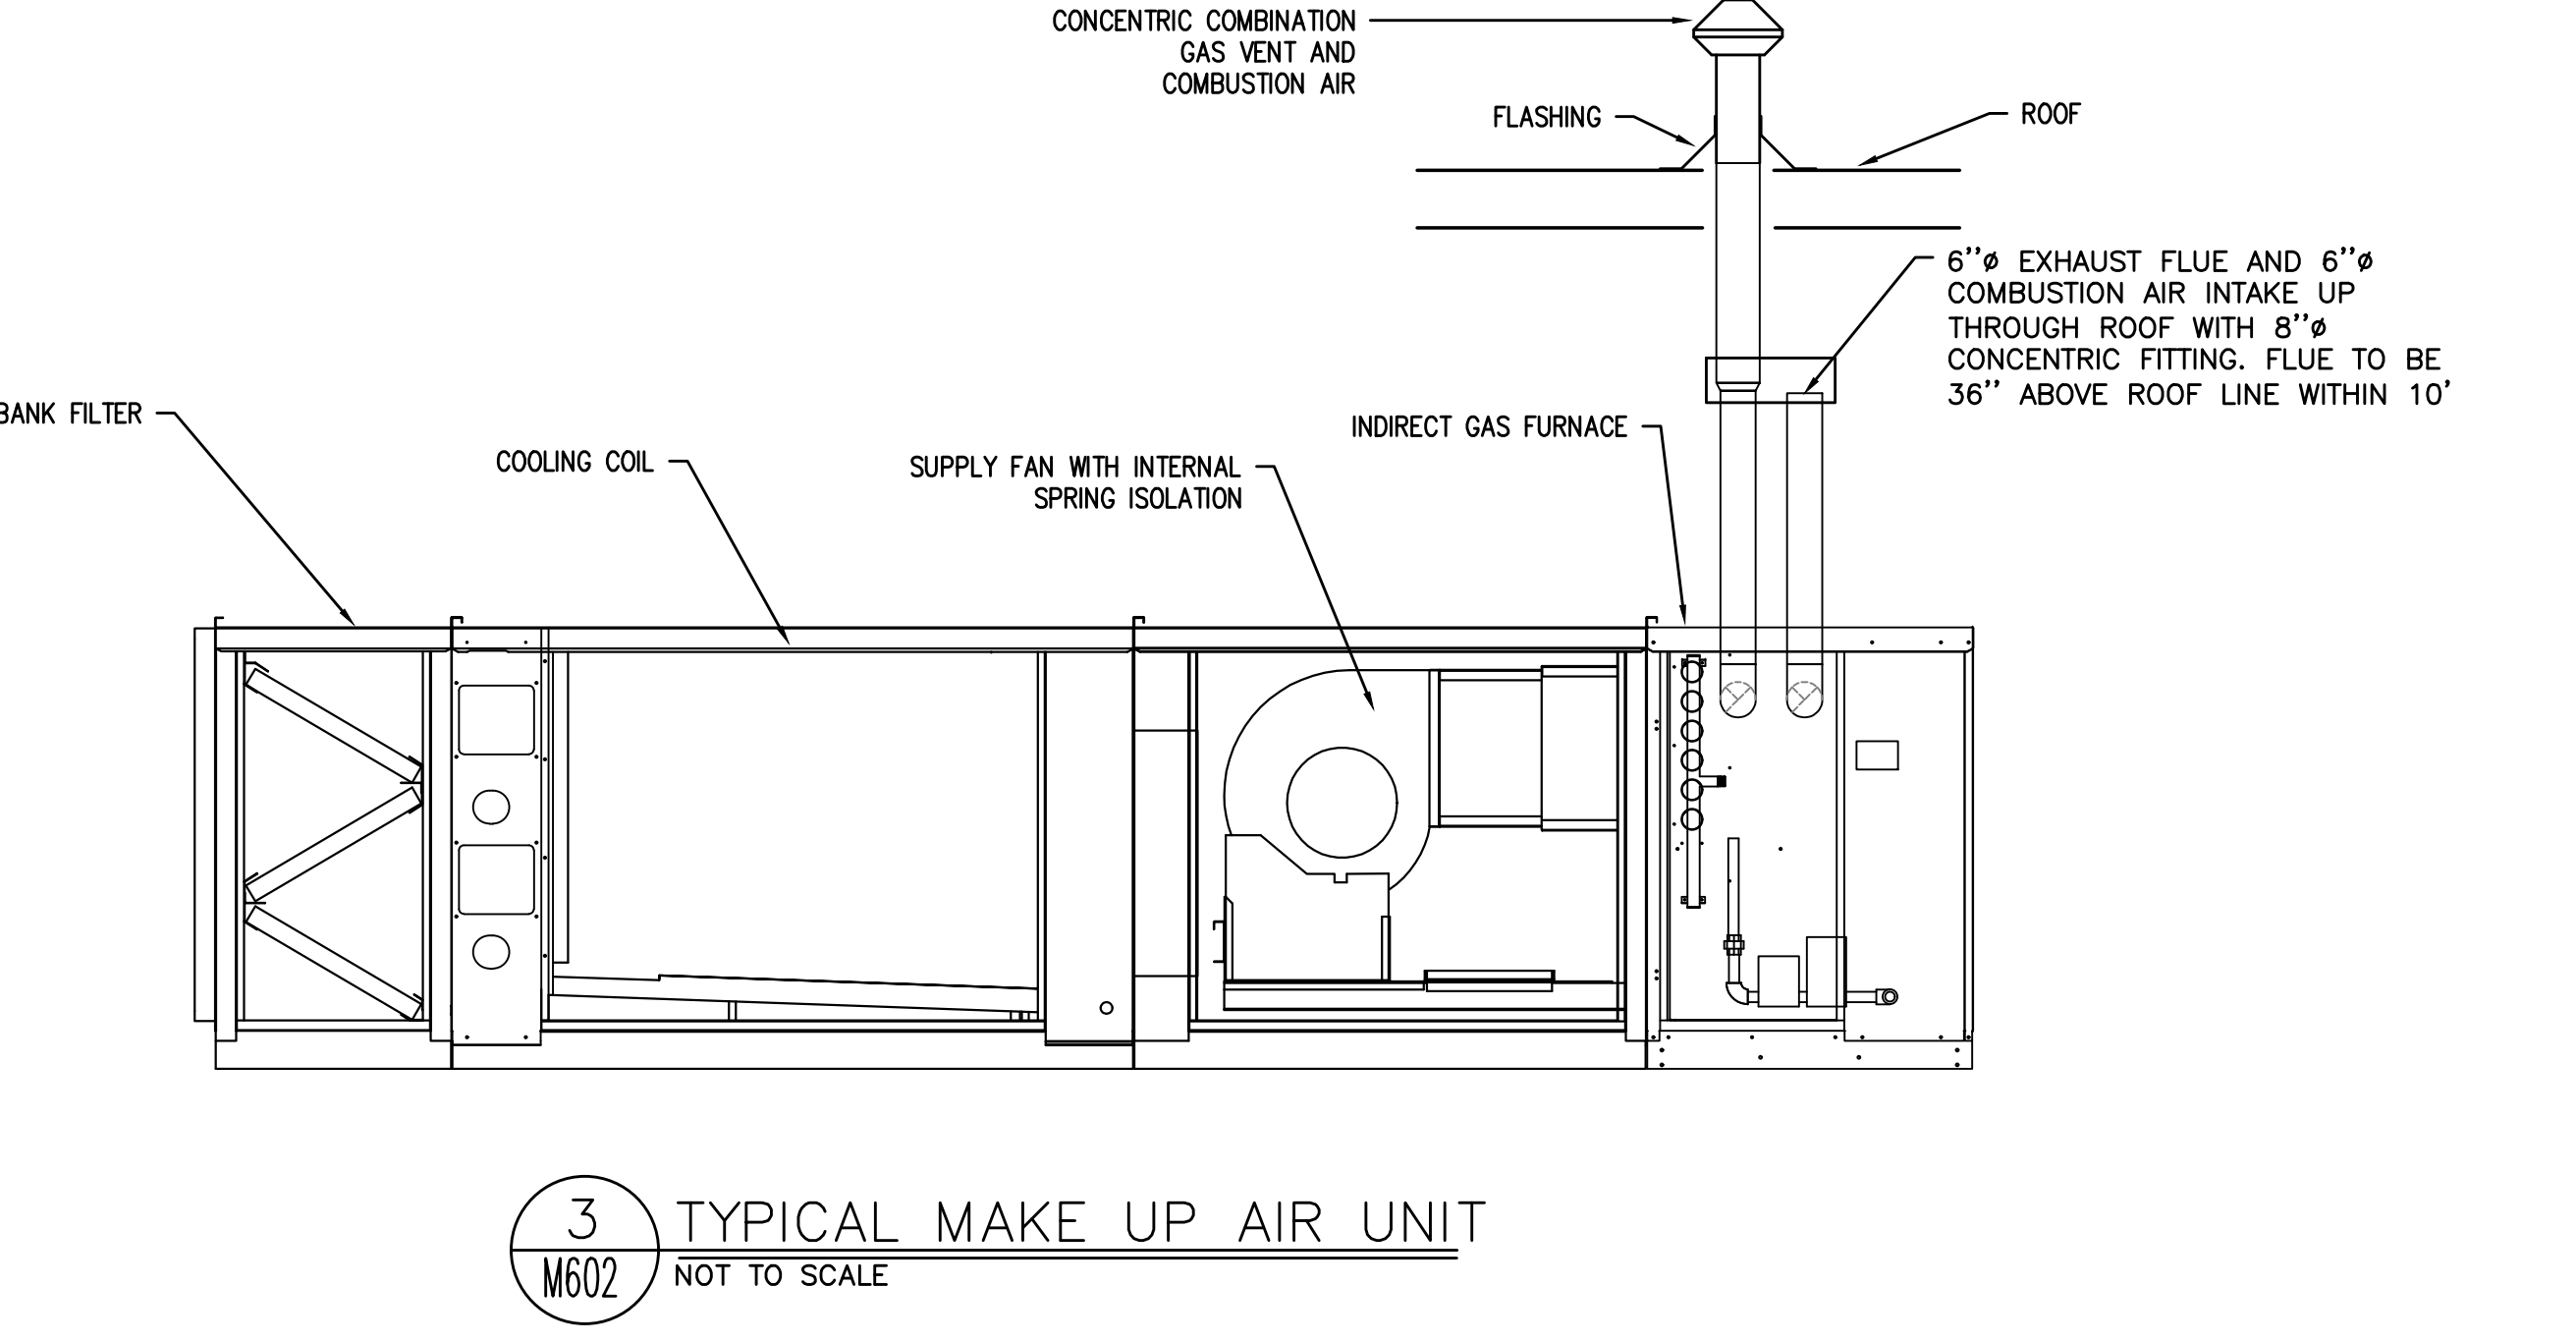 CONCENTRIC COMBINATION
GAS VENT AND
COMBUSTION AIR
FLASHING
ROOF
6''ø EXHAUST FLUE AND 6''ø
COMBUSTION AIR INTAKE UP
THROUGH ROOF WITH 8''ø
CONCENTRIC FITTING. FLUE TO BE
36'' ABOVE ROOF LINE WITHIN 10'
BANK FILTER
COOLING COIL
SUPPLY FAN WITH INTERNAL
SPRING ISOLATION
INDIRECT GAS FURNACE
3
M602
TYPICAL MAKE UP AIR UNIT
NOT TO SCALE